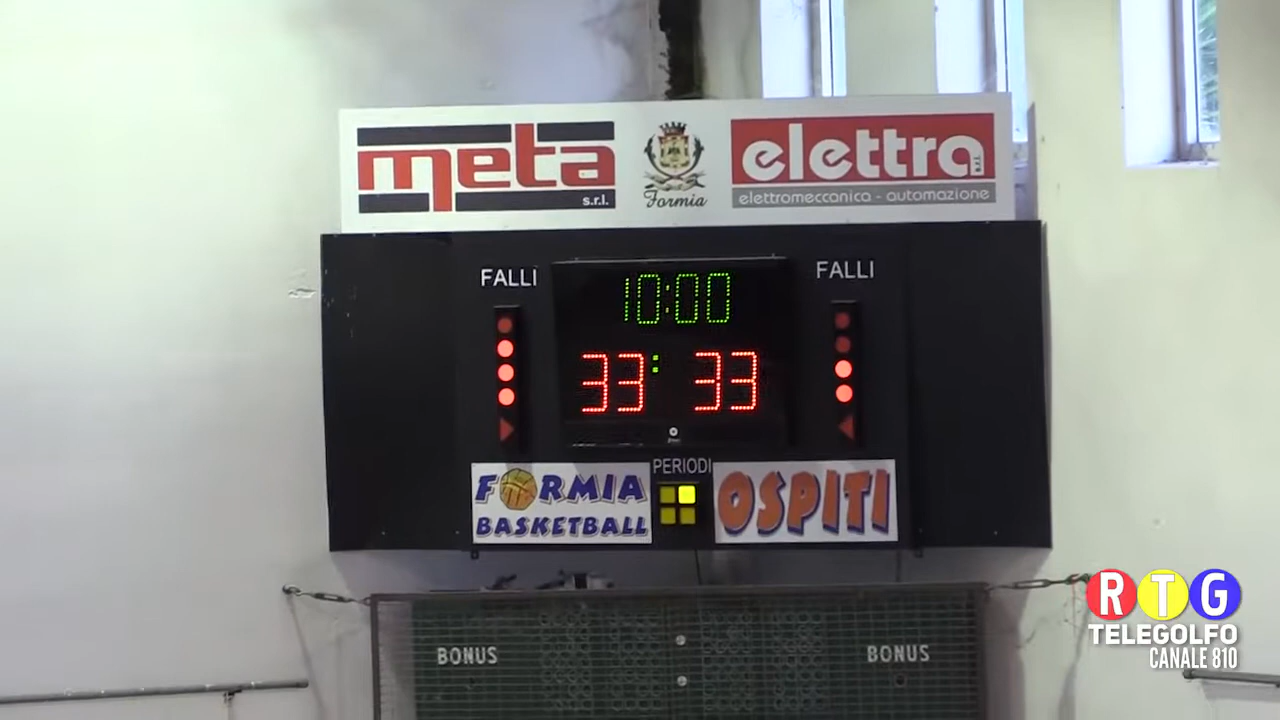 meta
s.r.l.
Formia
elettra
elettromeccanica - automazione
FALLI
10:00
FALLI
33 : 33
PERIODI
FORMIA
BASKETBALL
OSPITI
BONUS
BONUS
RTG
TELEGOLFO
CANALE 810